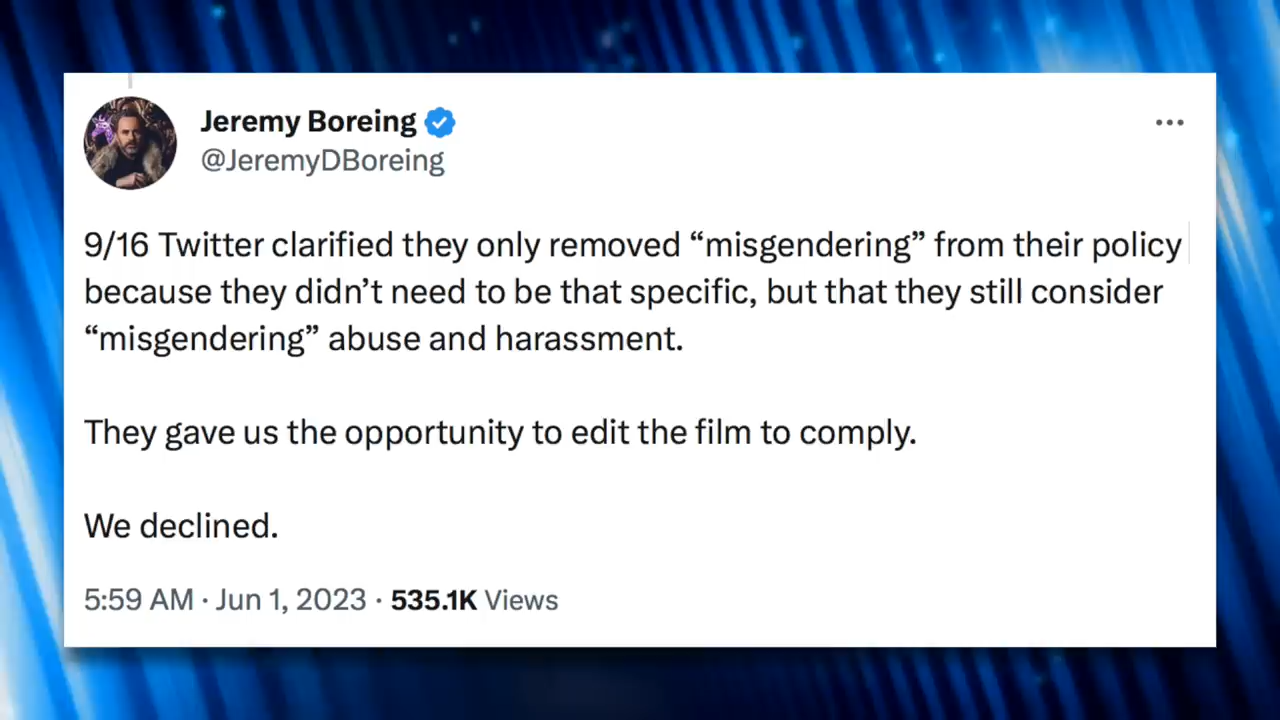 Jeremy Boreing
@JeremyDBoreing
9/16 Twitter clarified they only removed “misgendering” from their policy
because they didn’t need to be that specific, but that they still consider
“misgendering” abuse and harassment.
They gave us the opportunity to edit the film to comply.
We declined.
5:59 AM · Jun 1, 2023 · 535.1K Views